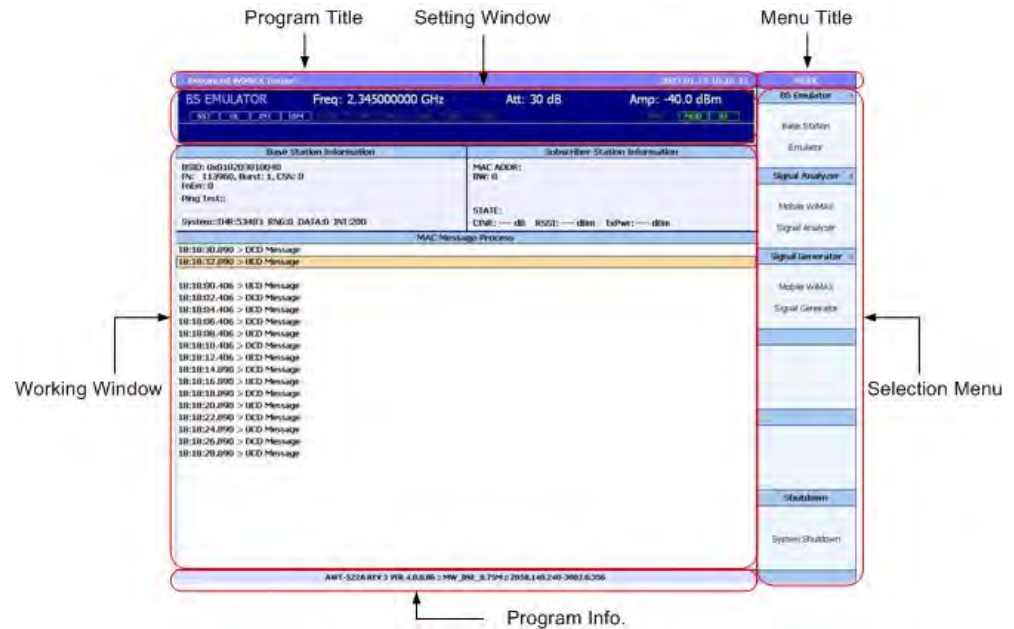 Program Title
Setting Window
Menu Title
Enhanced WiMAX Tester
MODE
BS EMULATOR
Freq: 2.345000000 GHz
Att: 30 dB
Amp: -40.0 dBm
SS1 UL INT IBM
MOD
BS Emulator
Base Station
Emulator
Signal Analyzer
Mobile WiMAX
Signal Analyzer
Signal Generator
Mobile WiMAX
Signal Generator
Shutdown
System Shutdown
Base Station Information
Subscriber Station Information
BSID: 0x010203010040
FN: 113960, Burst: 1, CSN: 0
MAC ADDR:
BW: 0
Ping Test::
STATE:
System::THR:53403 RNG:0 DATA:0 INI:200
CINR: --- dB RSSI: --- dBm TxPwr: --- dBm
MAC Message Process
18:18:30.890 > DCD Message
18:18:32.890 > UCD Message
18:18:00.406 > UCD Message
18:18:02.406 > DCD Message
18:18:04.406 > UCD Message
18:18:06.406 > DCD Message
18:18:08.406 > UCD Message
18:18:10.406 > DCD Message
18:18:12.406 > UCD Message
18:18:14.890 > DCD Message
18:18:16.890 > UCD Message
18:18:18.890 > DCD Message
18:18:20.890 > UCD Message
18:18:22.890 > DCD Message
18:18:24.890 > UCD Message
18:18:26.890 > DCD Message
18:18:28.890 > UCD Message
Working Window
Selection Menu
Program Info.